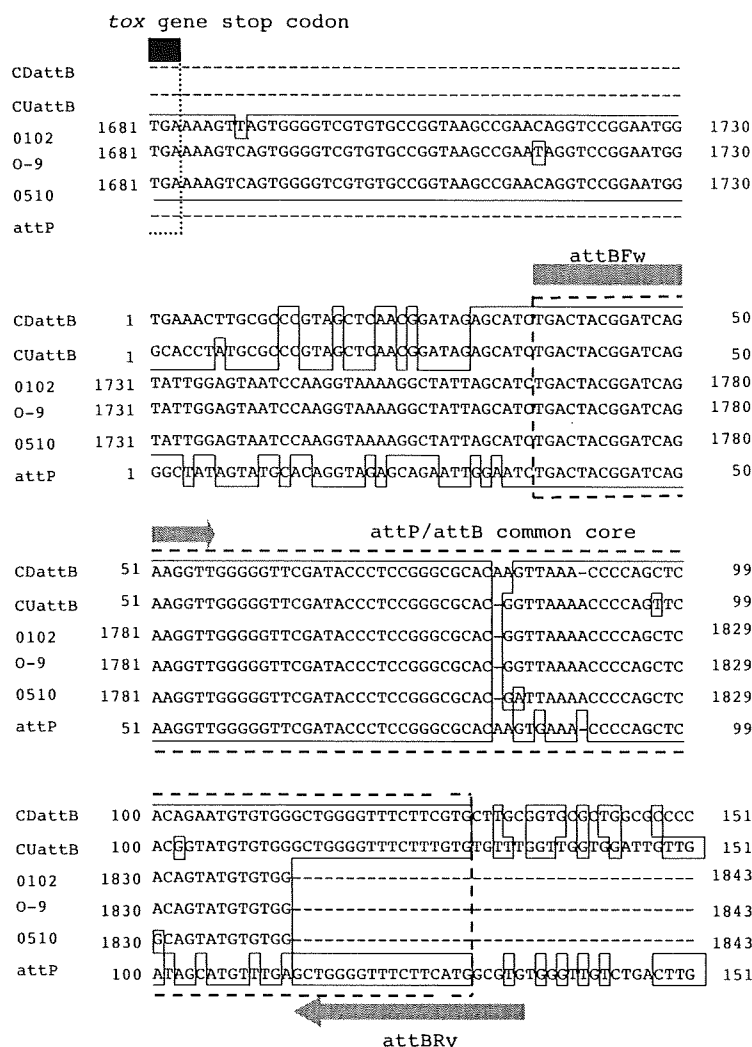 tox gene stop codon
CDattB --------------------------------------------------
CUattB --------------------------------------------------
0102 1681 TGAAAAGTTAGTGGGGTCGTGTGCCGGTAAGCCGAACAGGTCCGGAATGG 1730
O-9 1681 TGAAAAGTCAGTGGGGTCGTGTGCCGGTAAGCCGAATAGGTCCGGAATGG 1730
0510 1681 TGAAAAGTCAGTGGGGTCGTGTGCCGGTAAGCCGAACAGGTCCGGAATGG 1730
attP --------------------------------------------------
attBFw
CDattB 1 TGAAACTTGCGCCCGTAGCTCAACGGATAGAGCATCTGACTACGGATCAG 50
CUattB 1 GCACCTATGCGCCCGTAGCTCAACGGATAGAGCATCTGACTACGGATCAG 50
0102 1731 TATTGGAGTAATCCAAGGTAAAAGGCTATTAGCATCTGACTACGGATCAG 1780
O-9 1731 TATTGGAGTAATCCAAGGTAAAAGGCTATTAGCATCTGACTACGGATCAG 1780
0510 1731 TATTGGAGTAATCCAAGGTAAAAGGCTATTAGCATCTGACTACGGATCAG 1780
attP 1 GGCTATAGTATGCACAGGTAGAGCAGAATTGGAATCTGACTACGGATCAG 50
attP/attB common core
CDattB 51 AAGGTTGGGGGTTCGATACCCTCCGGGCGCACAAGTTAAA-CCCCAGCTC 99
CUattB 51 AAGGTTGGGGGTTCGATACCCTCCGGGCGCAC-GGTTAAAACCCCAGTTC 99
0102 1781 AAGGTTGGGGGTTCGATACCCTCCGGGCGCAC-GGTTAAAACCCCAGCTC 1829
O-9 1781 AAGGTTGGGGGTTCGATACCCTCCGGGCGCAC-GGTTAAAACCCCAGCTC 1829
0510 1781 AAGGTTGGGGGTTCGATACCCTCCGGGCGCAC-GATTAAAACCCCAGCTC 1829
attP 51 AAGGTTGGGGGTTCGATACCCTCCGGGCGCACAAGTGAAA-CCCCAGCTC 99
CDattB 100 ACAGAATGTGTGGGCTGGGGTTTCTTCGTGCTTGCGGTGCGCTGGCGCCCC 151
CUattB 100 ACGGTATGTGTGGGCTGGGGTTTCTTTGTGTGTTTGGTTGGTGGATTGTTG 151
0102 1830 ACAGTATGTGTGG-------------------------------------- 1843
O-9 1830 ACAGTATGTGTGG-------------------------------------- 1843
0510 1830 GCAGTATGTGTGG-------------------------------------- 1843
attP 100 ATAGCATGTTTGAGCTGGGGTTTCTTCATGGCGTGTGGGTTGTCTGACTTG 151
attBRv